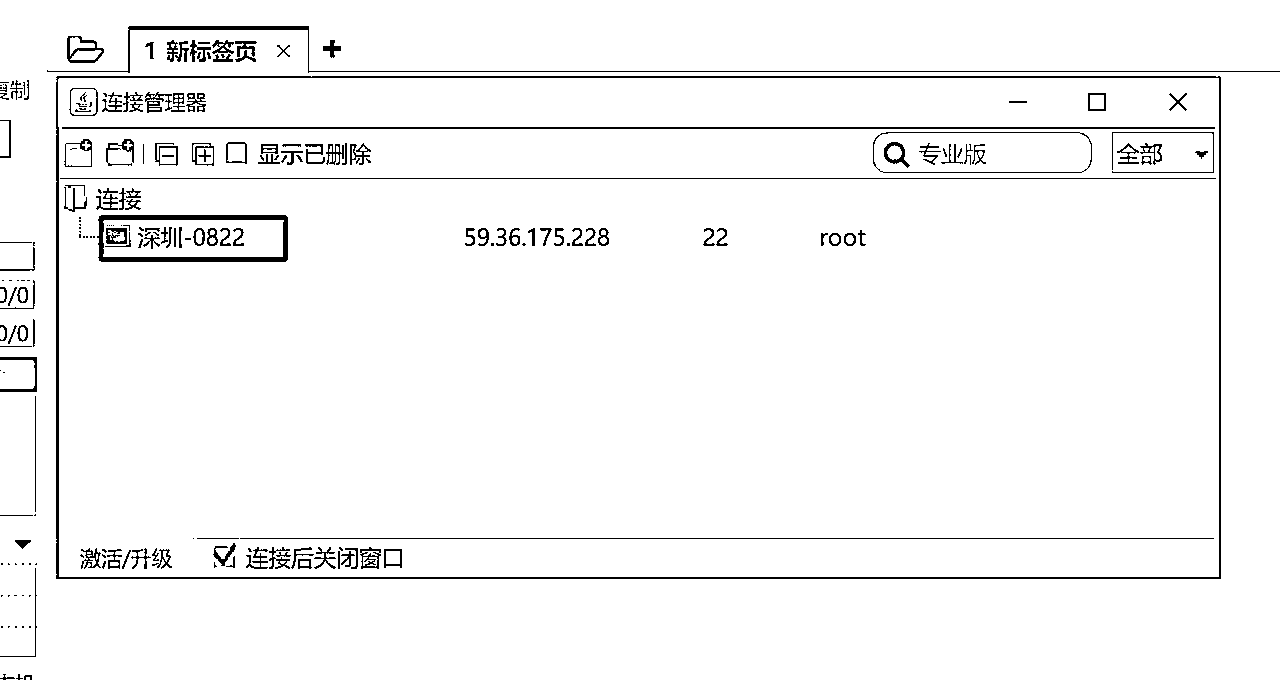 1 新标签页
复制
连接管理器
显示已删除
专业版
全部
连接
深圳-0822 59.36.175.228 22 root
0/0
0/0
激活/升级
连接后关闭窗口